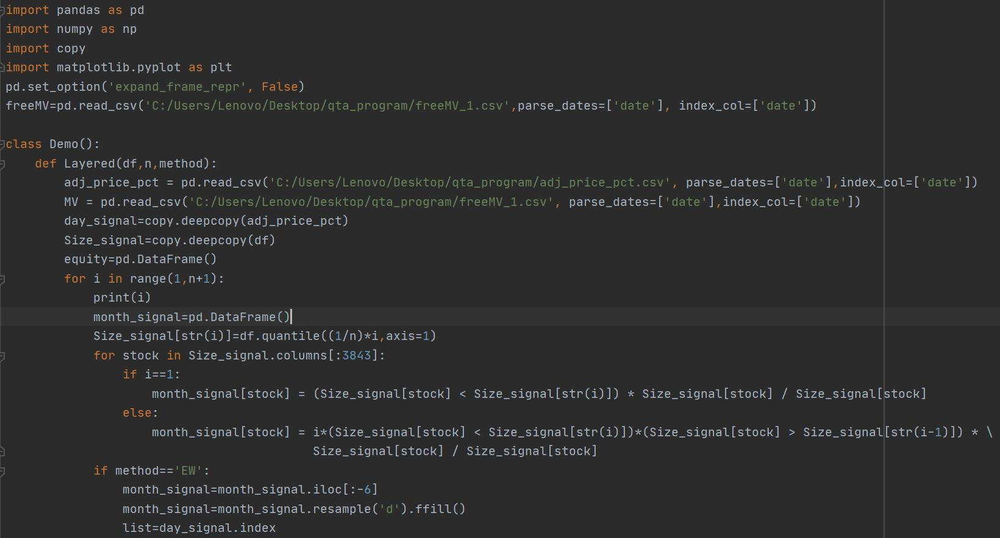 import pandas as pd
import numpy as np
import copy
import matplotlib.pyplot as plt
pd.set_option('expand_frame_repr', False)
freeMV=pd.read_csv('C:/Users/Lenovo/Desktop/qta_program/freeMV_1.csv',parse_dates=['date'], index_col=['date'])

class Demo():
    def Layered(df,n,method):
        adj_price_pct = pd.read_csv('C:/Users/Lenovo/Desktop/qta_program/adj_price_pct.csv', parse_dates=['date'],index_col=['date'])
        MV = pd.read_csv('C:/Users/Lenovo/Desktop/qta_program/freeMV_1.csv', parse_dates=['date'],index_col=['date'])
        day_signal=copy.deepcopy(adj_price_pct)
        Size_signal=copy.deepcopy(df)
        equity=pd.DataFrame()
        for i in range(1,n+1):
            print(i)
            month_signal=pd.DataFrame()
            Size_signal[str(i)]=df.quantile((1/n)*i,axis=1)
            for stock in Size_signal.columns[:3843]:
                if i==1:
                    month_signal[stock] = (Size_signal[stock] < Size_signal[str(i)]) * Size_signal[stock] / Size_signal[stock]
                else:
                    month_signal[stock] = i*(Size_signal[stock] < Size_signal[str(i)])*(Size_signal[stock] > Size_signal[str(i-1)]) * \
                                          Size_signal[stock] / Size_signal[stock]
            if method=='EW':
                month_signal=month_signal.iloc[:-6]
                month_signal=month_signal.resample('d').ffill()
                list=day_signal.index